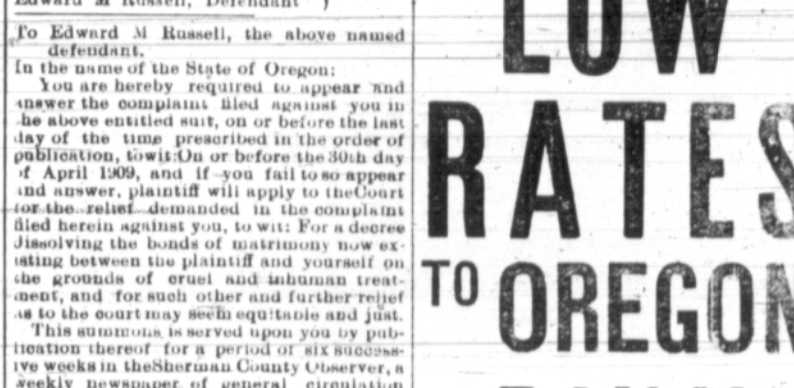 Edward M Russell, Defendant )
To Edward M Russell, the above named
defendant.
In the name of the State of Oregon:
You are hereby required to appear and
answer the complaint filed against you in
he above entitled suit, on or before the last
day of the time prescribed in the order of
publication, towit:On or before the 30th day
of April 1909, and if you fail to so appear
and answer, plaintiff will apply to theCourt
for the relief demanded in the complaint
filed herein against you, to wit: For a decree
dissolving the bonds of matrimony now ex-
isting between the plaintiff and yourself on
the grounds of cruel and inhuman treat-
ment, and for such other and further relief
as to the court may seem equitable and just.
This summons is served upon you by pub-
lication thereof for a period of six success-
ive weeks in theSherman County Observer, a
weekly newspaper of general circulation
LOW
RATES
TO OREGON